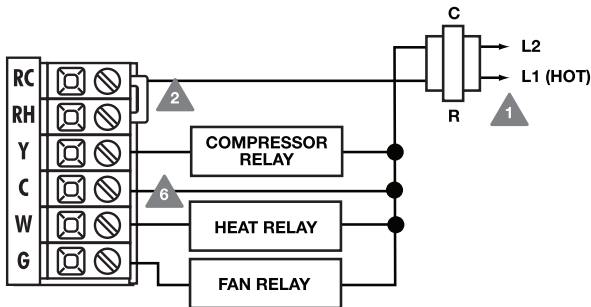 C
L2
RC
L1 (HOT)
2
1
RH
R
Y
COMPRESSOR
RELAY
C
6
W
HEAT RELAY
G
FAN RELAY